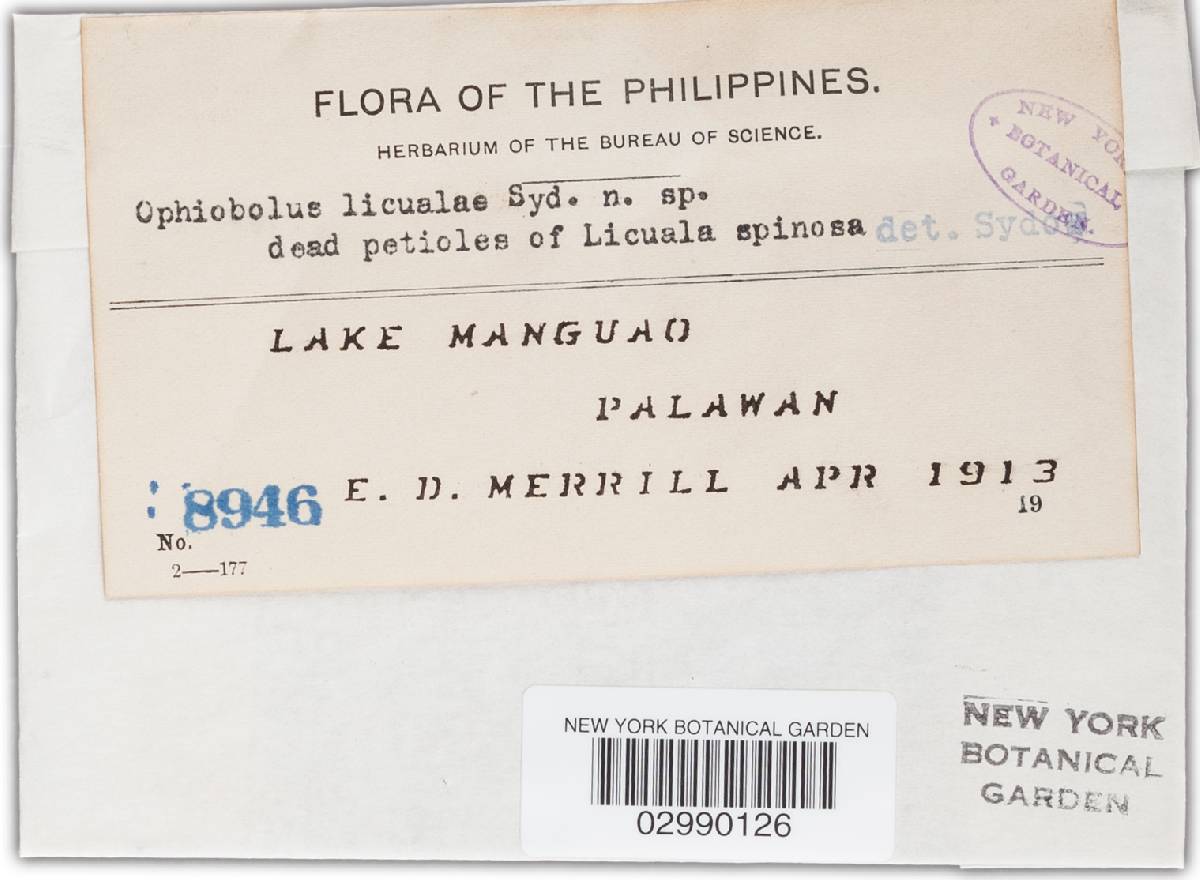 FLORA OF THE PHILIPPINES.
HERBARIUM OF THE BUREAU OF SCIENCE.
NEW YORK
* BOTANICAL
GARDEN.
Ophiobolus licualae Syd. n. sp.
dead petioles of Licuala spinosa det. Sydow
LAKE MANGUAO
PALAWAN
8946 E. D. MERRILL APR 1913
19
No.
2—177
NEW YORK BOTANICAL GARDEN
02990126
NEW YORK
BOTANICAL
GARDEN